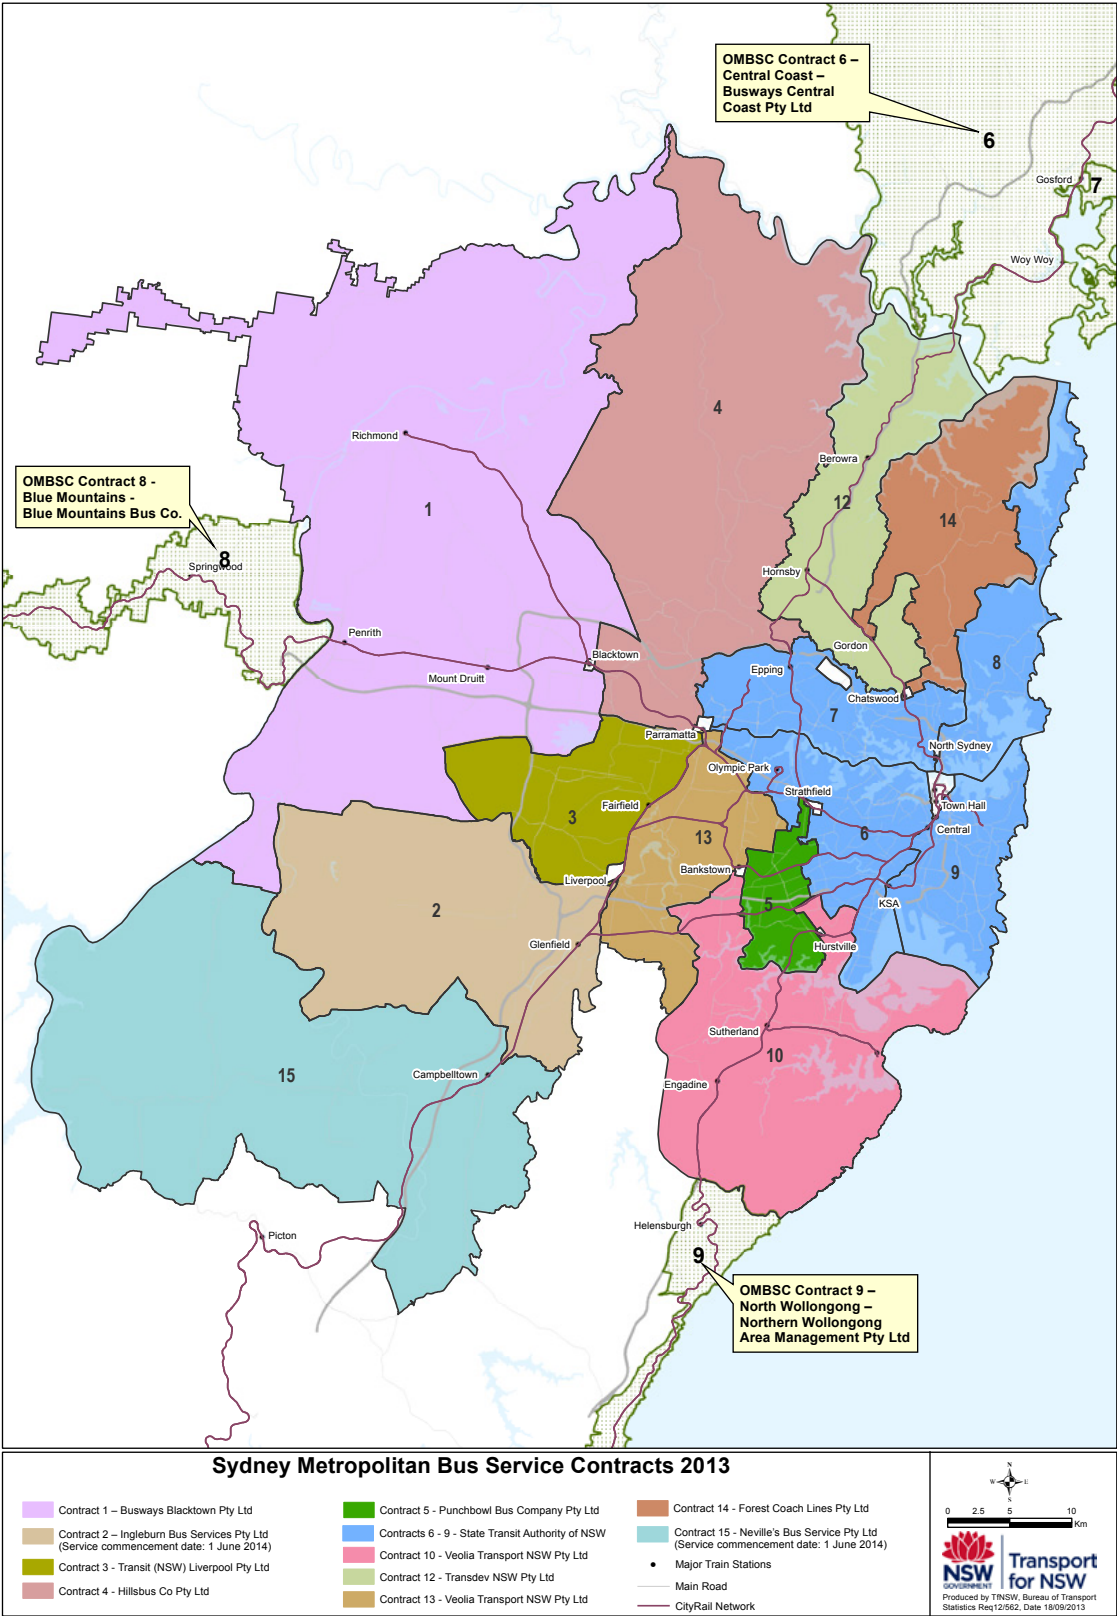 OMBSC Contract 6 –
Central Coast –
Busways Central
Coast Pty Ltd
6
Gosford
7
Woy Woy
4
Richmond
Berowra
OMBSC Contract 8 -
Blue Mountains -
Blue Mountains Bus Co.
1
12
14
8
Springwood
Hornsby
Penrith
Gordon
Blacktown
Epping
8
Mount Druitt
Chatswood
7
Parramatta
North Sydney
Olympic Park
Strathfield
Fairfield
Town Hall
3
Central
13
6
Bankstown
9
Liverpool
KSA
5
2
Glenfield
Hurstville
Sutherland
10
15
Campbelltown
Engadine
Helensburgh
Picton
9
OMBSC Contract 9 –
North Wollongong –
Northern Wollongong
Area Management Pty Ltd
Sydney Metropolitan Bus Service Contracts 2013
Contract 1 – Busways Blacktown Pty Ltd
Contract 2 – Ingleburn Bus Services Pty Ltd
(Service commencement date: 1 June 2014)
Contract 3 - Transit (NSW) Liverpool Pty Ltd
Contract 4 - Hillsbus Co Pty Ltd
Contract 5 - Punchbowl Bus Company Pty Ltd
Contracts 6 - 9 - State Transit Authority of NSW
Contract 10 - Veolia Transport NSW Pty Ltd
Contract 12 - Transdev NSW Pty Ltd
Contract 13 - Veolia Transport NSW Pty Ltd
Contract 14 - Forest Coach Lines Pty Ltd
Contract 15 - Neville's Bus Service Pty Ltd
(Service commencement date: 1 June 2014)
Major Train Stations
Main Road
CityRail Network
N
W E
S
0 2.5 5 10
Km
NSW
GOVERNMENT
Transport
for NSW
Produced by TfNSW, Bureau of Transport
Statistics Req12/562, Date 18/09/2013